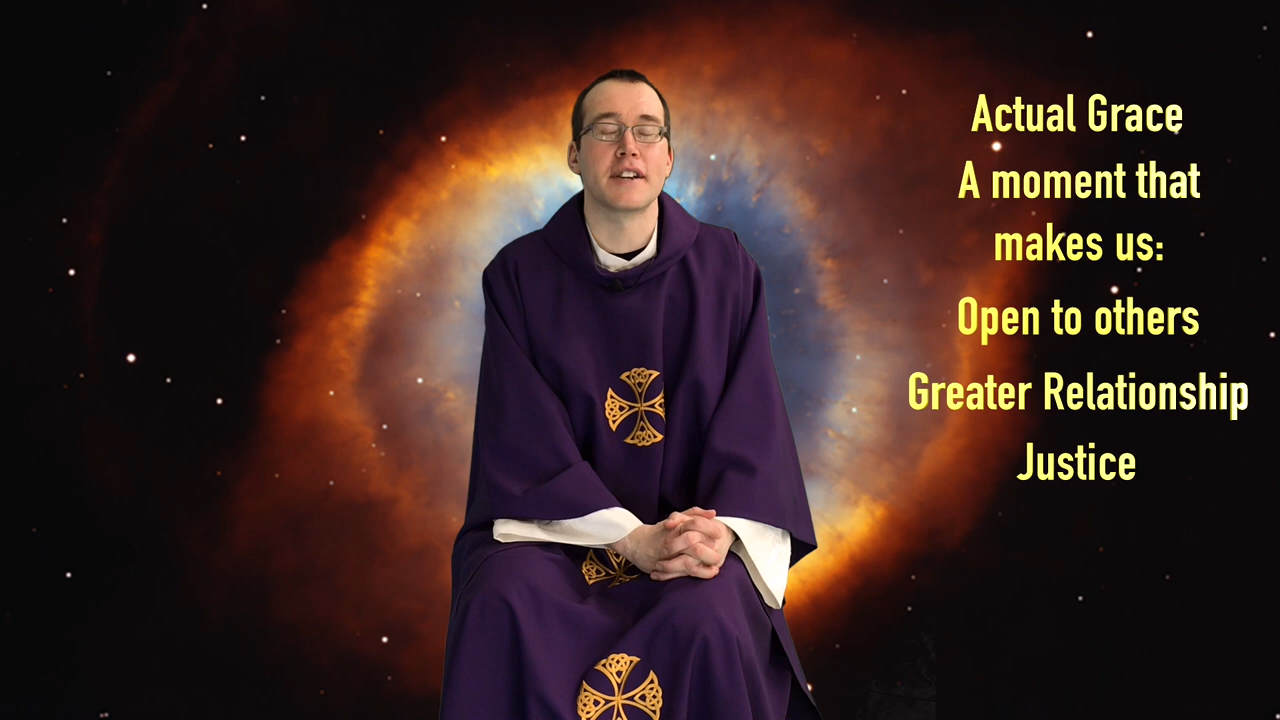 Actual Grace
A moment that
makes us:
Open to others
Greater Relationship
Justice